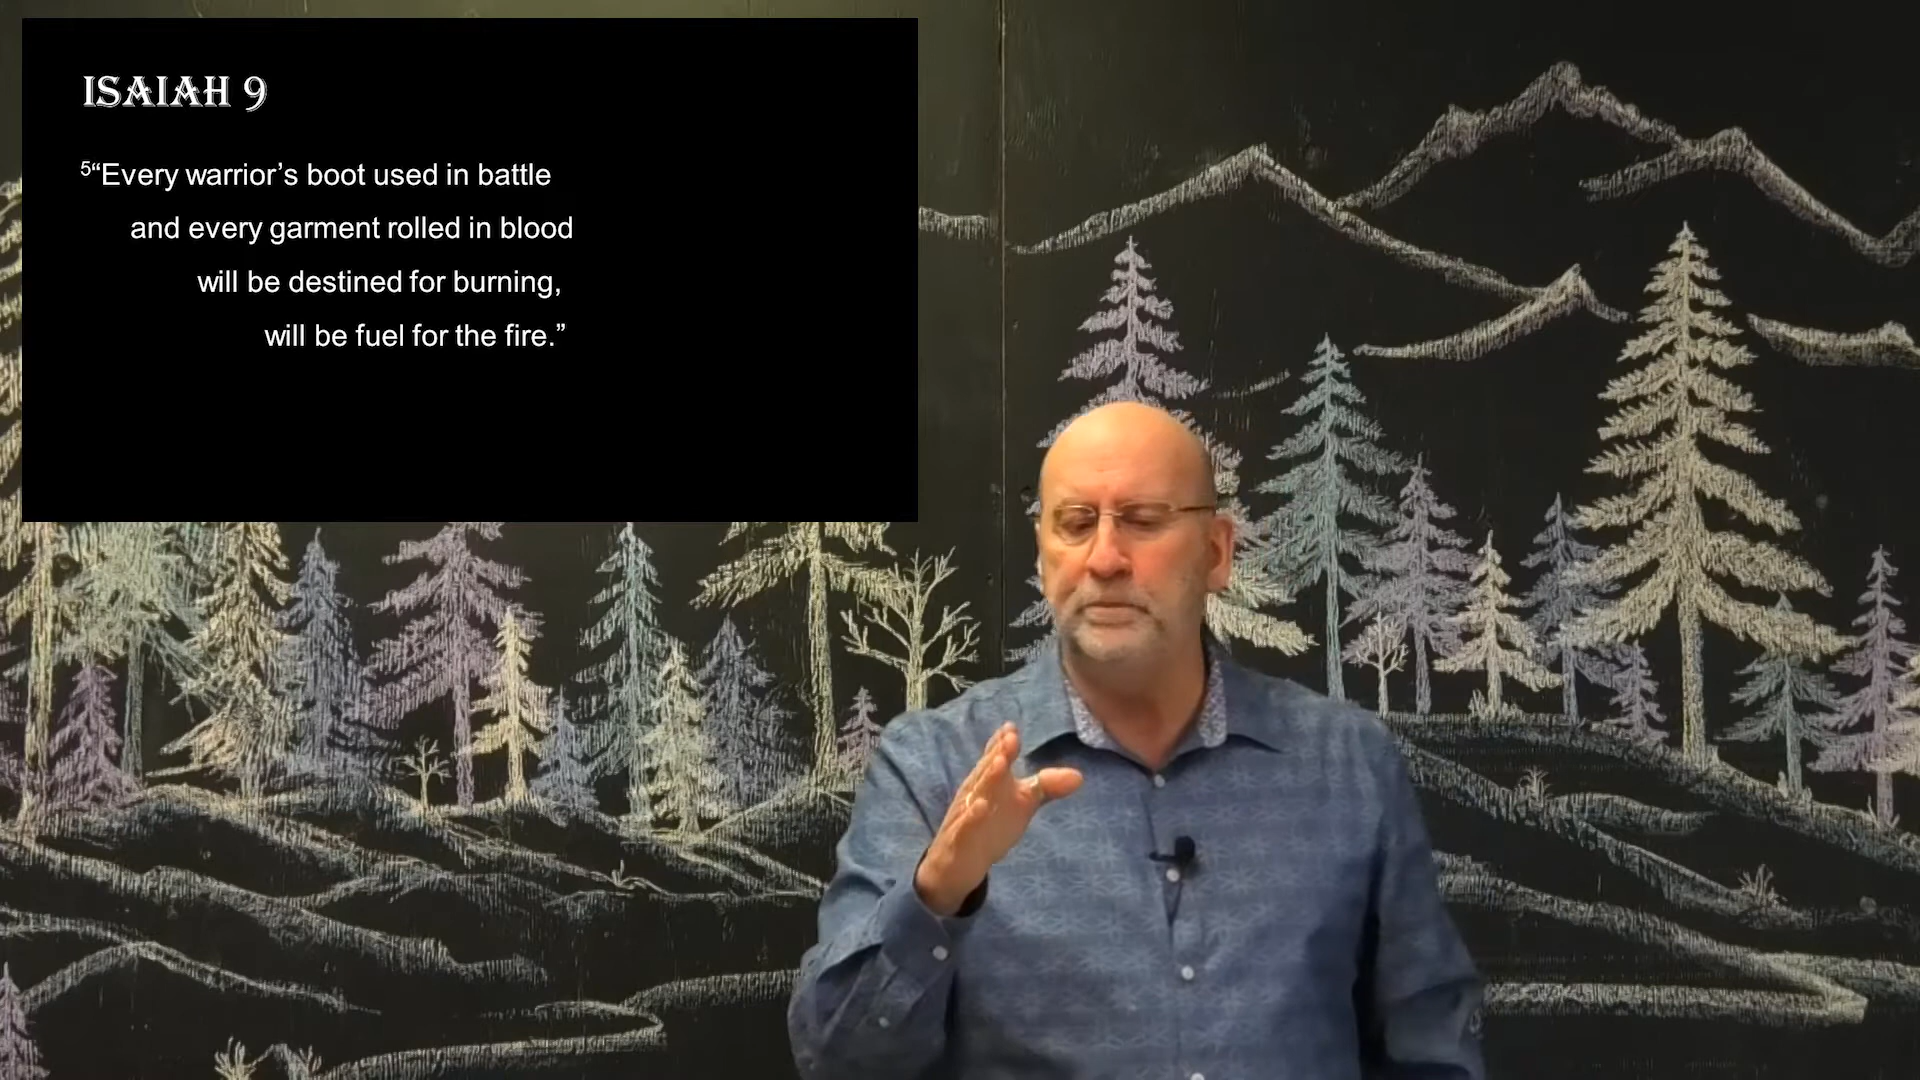 ISAIAH 9
⁵“Every warrior’s boot used in battle
and every garment rolled in blood
will be destined for burning,
will be fuel for the fire.”